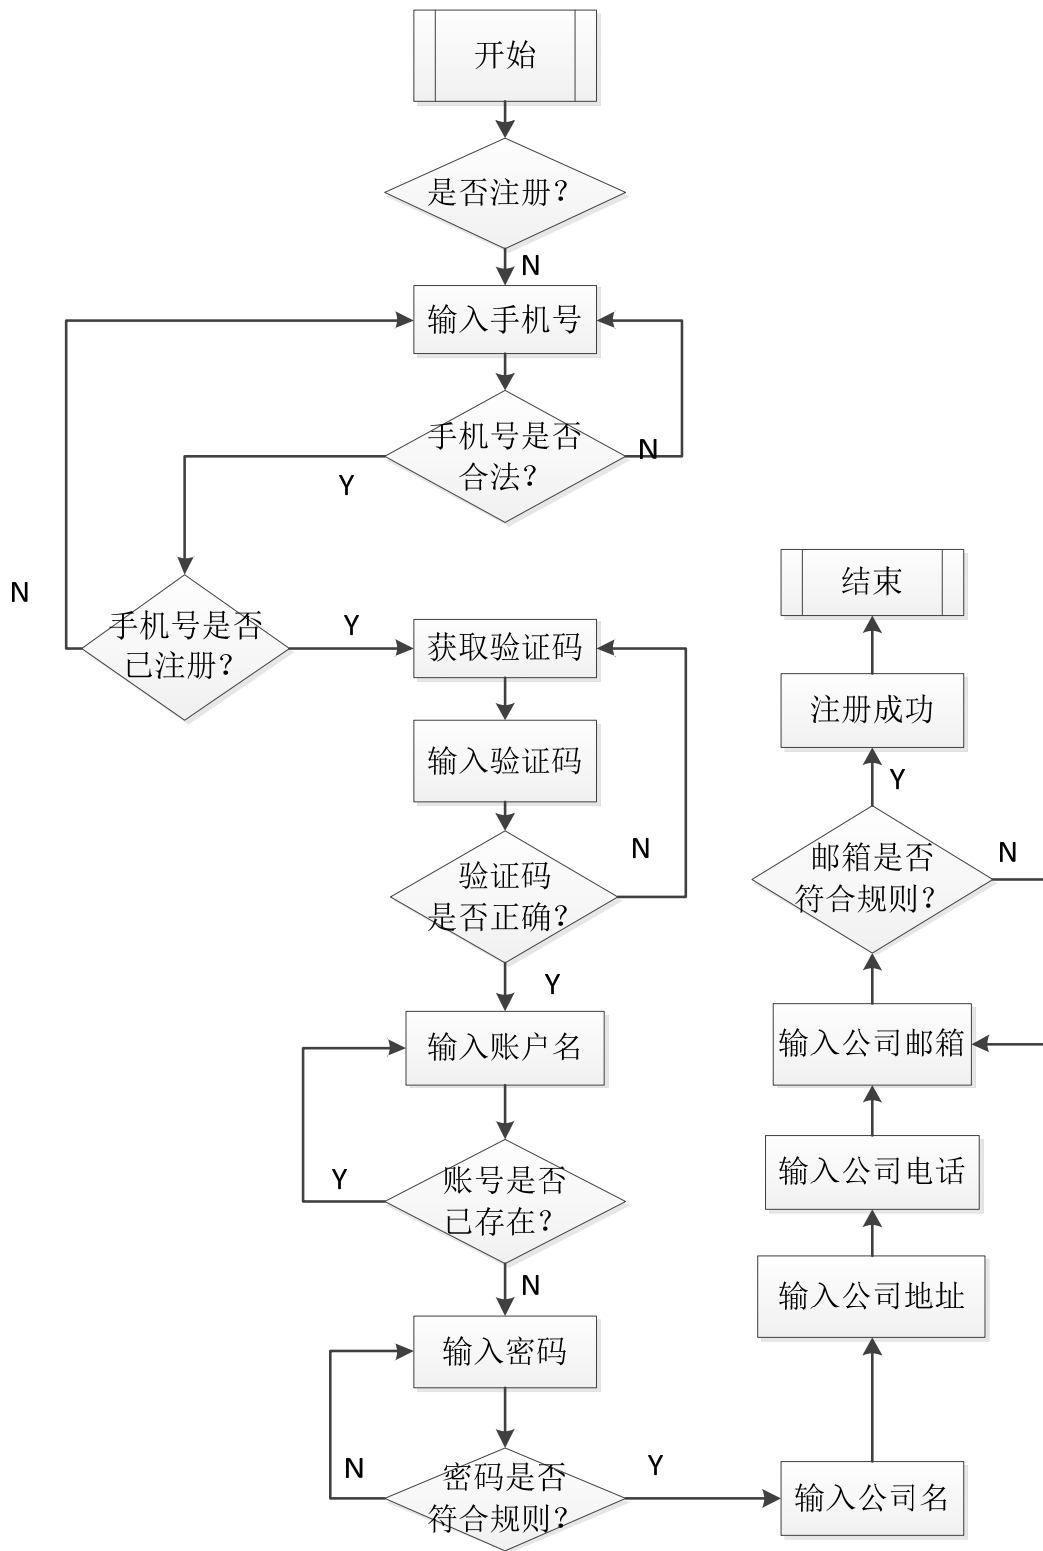 开始
是否注册？
N
输入手机号
手机号是否
合法？
N
Y
手机号是否
已注册？
N
Y
获取验证码
输入验证码
验证码
是否正确？
N
Y
输入账户名
账号是否
已存在？
Y
N
输入密码
密码是否
符合规则？
N
Y
输入公司名
输入公司地址
输入公司电话
输入公司邮箱
邮箱是否
符合规则？
N
Y
注册成功
结束